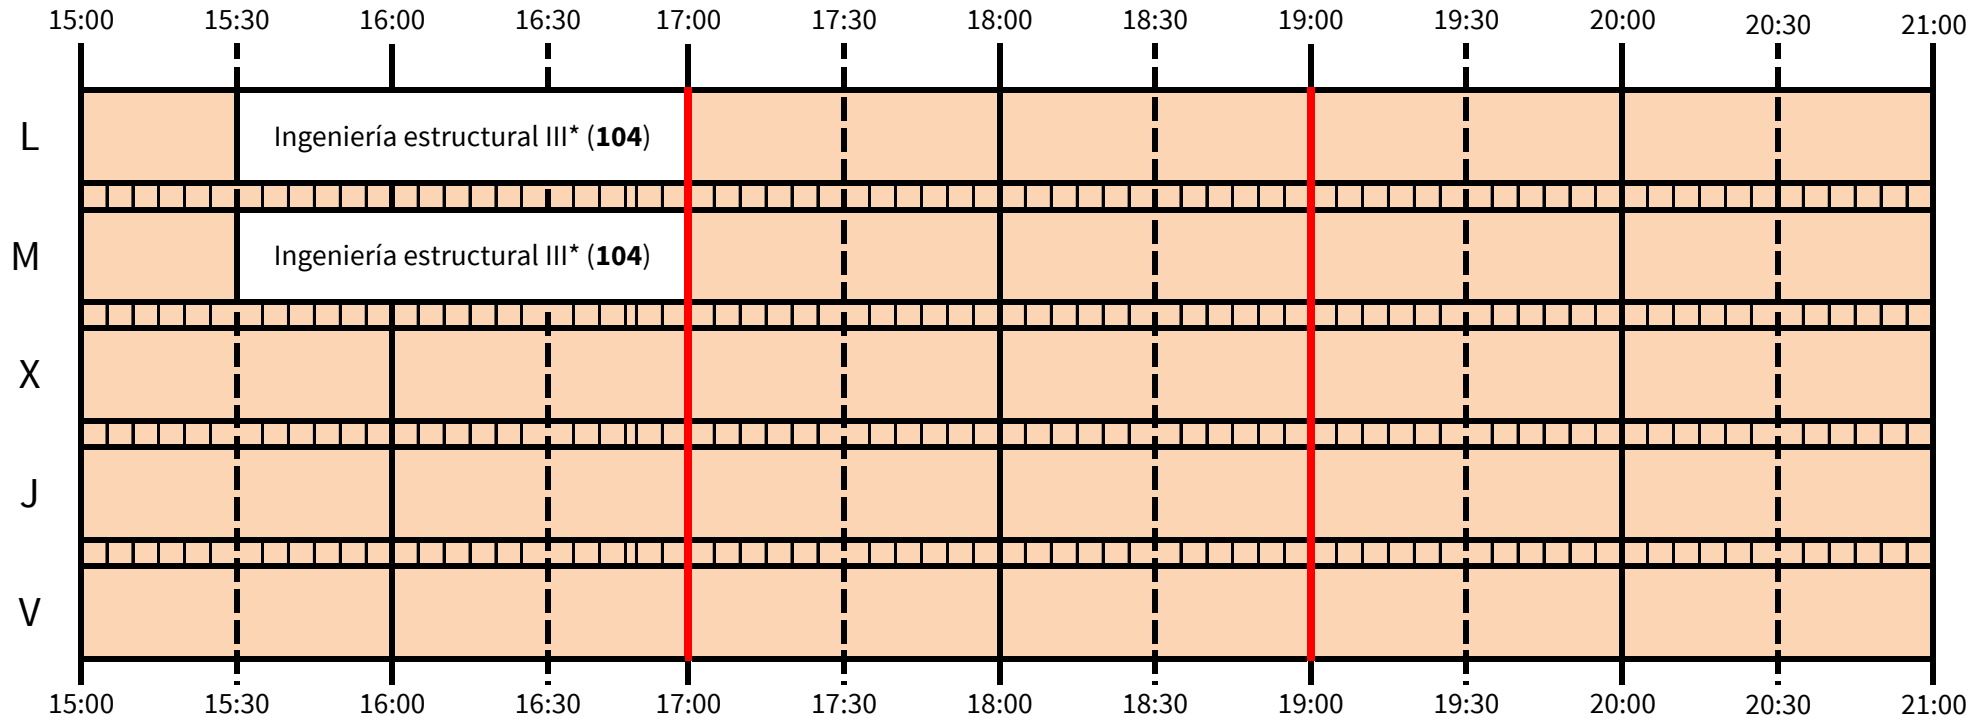 15:00 15:30 16:00 16:30 17:00 17:30 18:00 18:30 19:00 19:30 20:00 20:30 21:00
L Ingeniería estructural III* (104)
M Ingeniería estructural III* (104)
X
J
V
15:00 15:30 16:00 16:30 17:00 17:30 18:00 18:30 19:00 19:30 20:00 20:30 21:00